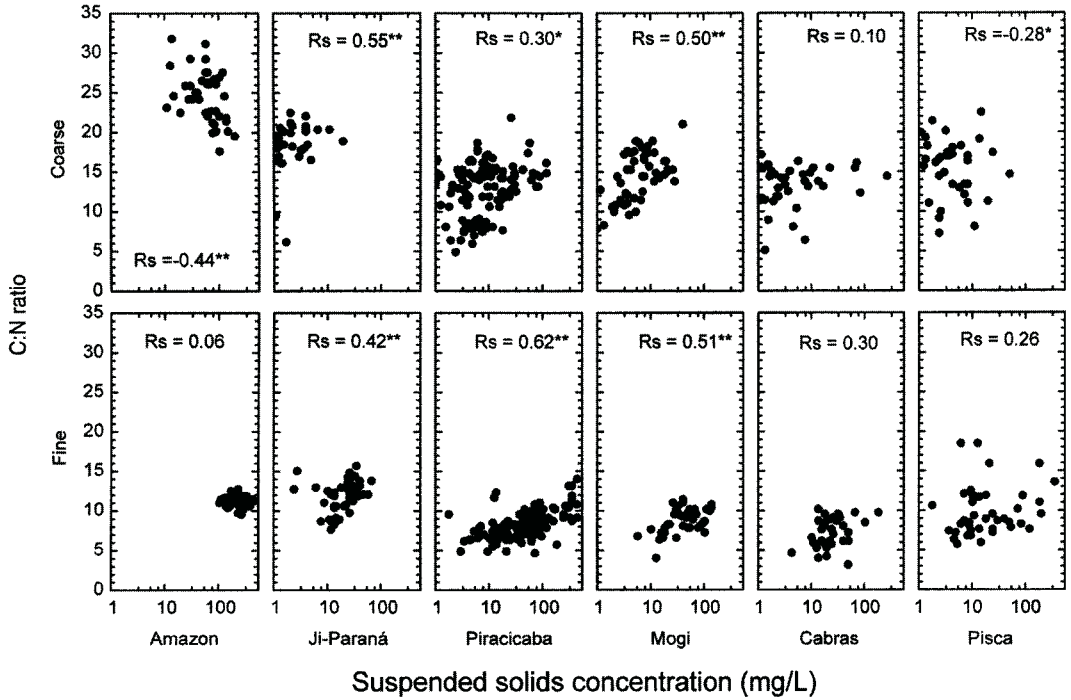 35
30
25
20
15
10
5
0
Coarse
Rs =-0.44**
Rs = 0.55**
Rs = 0.30*
Rs = 0.50**
Rs = 0.10
Rs =-0.28*
C:N ratio
35
30
25
20
15
10
5
0
Fine
Rs = 0.06
Rs = 0.42**
Rs = 0.62**
Rs = 0.51**
Rs = 0.30
Rs = 0.26
1 10 100 1 10 100 1 10 100 1 10 100 1 10 100 1 10 100
Amazon Ji-Paraná Piracicaba Mogi Cabras Pisca
Suspended solids concentration (mg/L)